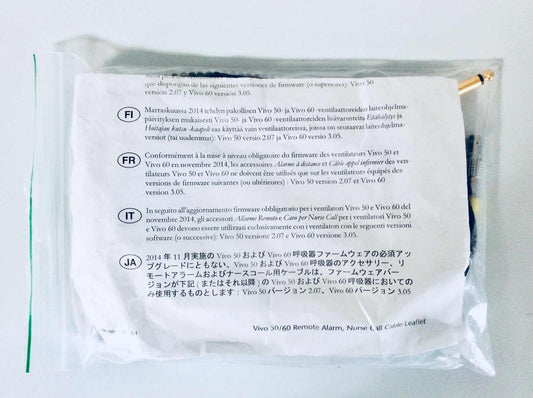 que dispongan de las siguientes versiones de firmware (o superiores): Vivo 50
versión 2.07 y Vivo 60 versión 3.05.
FI
Marraskuussa 2014 tehdyn pakollisen Vivo 50- ja Vivo 60 -ventilaattoreiden laiteohjelma-
päivityksen mukaisesti Vivo 50- ja Vivo 60 -ventilaattoreiden lisävarusteita Etähälytys ja
Hoitajan kutsu -kaapeli saa käyttää vain ventilaattoreissa, joissa on seuraavat laiteohjelma-
versiot (tai uudemmat): Vivo 50 versio 2.07 ja Vivo 60 versio 3.05.
FR
Conformément à la mise à niveau obligatoire du firmware des ventilateurs Vivo 50 et
Vivo 60 en novembre 2014, les accessoires Alarme à distance et Câble appel infirmier des ven-
tilateurs Vivo 50 et Vivo 60 ne doivent être utilisés que sur les ventilateurs équipés des
versions de firmware suivantes (ou ultérieures) : Vivo 50 version 2.07 et Vivo 60
version 3.05.
IT
In seguito all'aggiornamento firmware obbligatorio per i ventilatori Vivo 50 e Vivo 60 del
novembre 2014, gli accessori Allarme Remoto e Cavo per Nurse Call per i ventilatori Vivo 50
e Vivo 60 devono essere utilizzati esclusivamente con i ventilatori con le seguenti versioni
software (o successive): Vivo 50 versione 2.07 e Vivo 60 versione 3.05.
JA
2014 年 11 月実施の Vivo 50 および Vivo 60 呼吸器ファームウェアの必須アッ
プグレードにともない、Vivo 50 および Vivo 60 呼吸器のアクセサリー、リ
モートアラームおよびナースコール用ケーブルは、ファームウェアバー
ジョンが下記 ( またはそれ以降 ) の Vivo 50 および Vivo 60 呼吸器においての
み使用するものとします : Vivo 50 バージョン 2.07、Vivo 60 バージョン 3.05
Vivo 50/60 Remote Alarm, Nurse Call Cable Leaflet